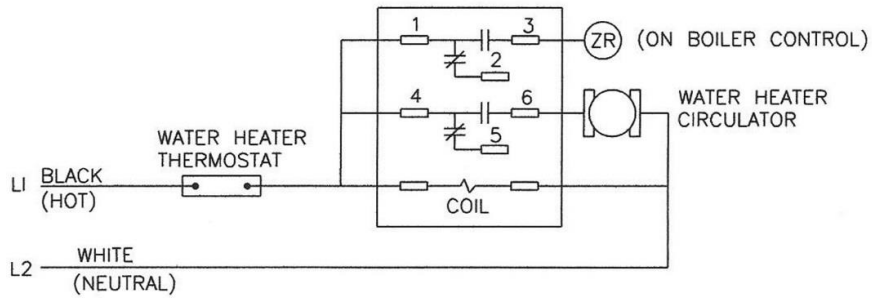 1
3
ZR (ON BOILER CONTROL)
2
4
6
WATER HEATER
CIRCULATOR
5
WATER HEATER
THERMOSTAT
L1 BLACK
(HOT)
COIL
L2 WHITE
(NEUTRAL)